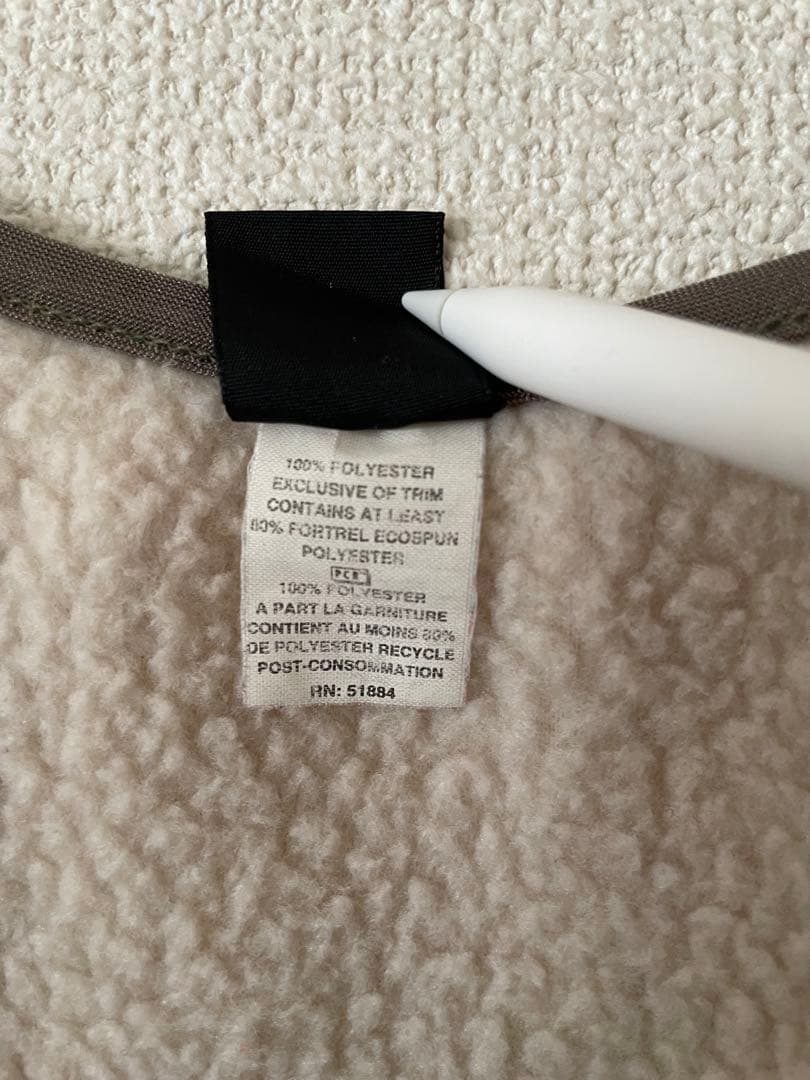 100% POLYESTER
EXCLUSIVE OF TRIM
CONTAINS AT LEAST
80% FORTREL ECOSPUN
POLYESTER
PCR
100% POLYESTER
A PART LA GARNITURE
CONTIENT AU MOINS 80%
DE POLYESTER RECYCLE
POST-CONSOMMATION
RN: 51884